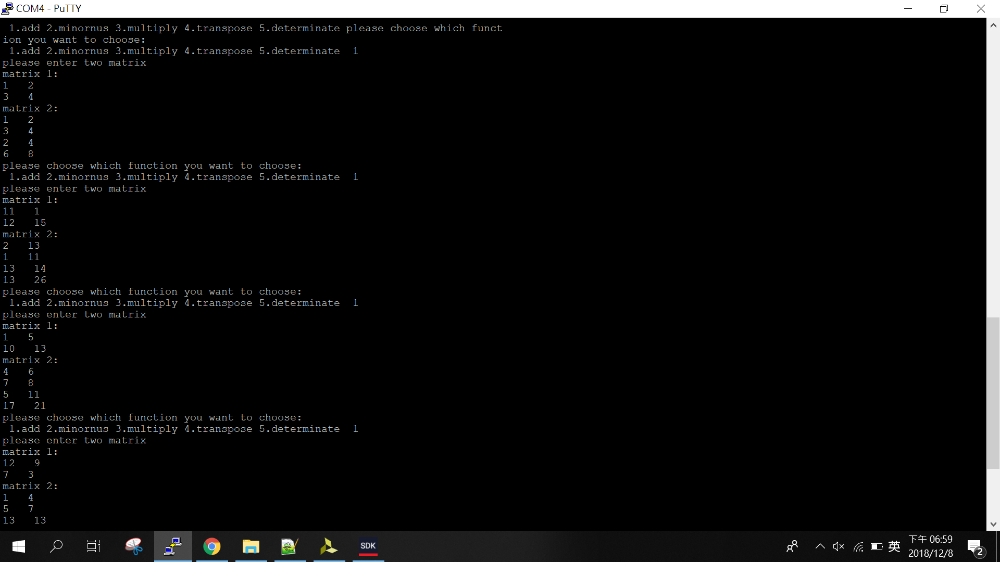 COM4 - PuTTY
 1.add 2.minornus 3.multiply 4.transpose 5.determinate please choose which funct
ion you want to choose:
 1.add 2.minornus 3.multiply 4.transpose 5.determinate  1
please enter two matrix
matrix 1:
1   2
3   4
matrix 2:
1   2
3   4
2   4
6   8
please choose which function you want to choose:
 1.add 2.minornus 3.multiply 4.transpose 5.determinate  1
please enter two matrix
matrix 1:
11   1
12   15
matrix 2:
2   13
1   11
13   14
13   26
please choose which function you want to choose:
 1.add 2.minornus 3.multiply 4.transpose 5.determinate  1
please enter two matrix
matrix 1:
1   5
10   13
matrix 2:
4   6
7   8
5   11
17   21
please choose which function you want to choose:
 1.add 2.minornus 3.multiply 4.transpose 5.determinate  1
please enter two matrix
matrix 1:
12   9
7   3
matrix 2:
1   4
5   7
13   13
SDK
英
下午 06:59
2018/12/8
2